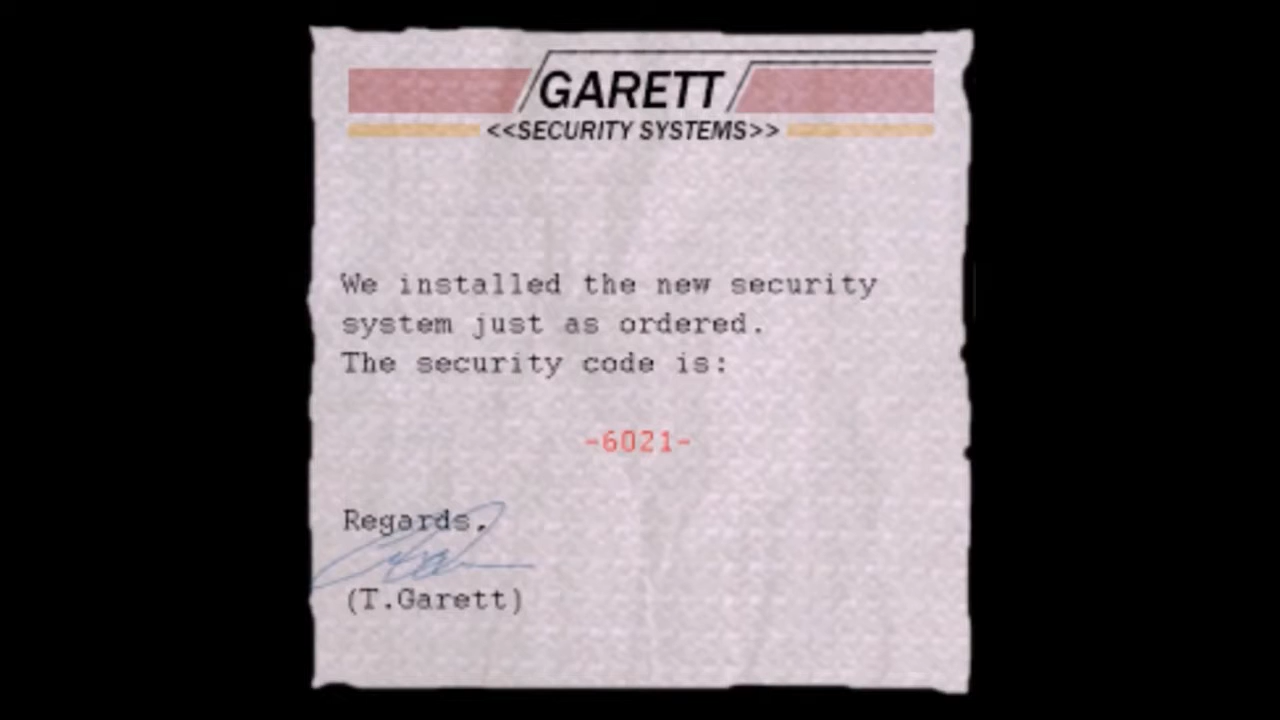 GARETT
<<SECURITY SYSTEMS>>
We installed the new security
system just as ordered.
The security code is:
-6021-
Regards.
(T.Garett)